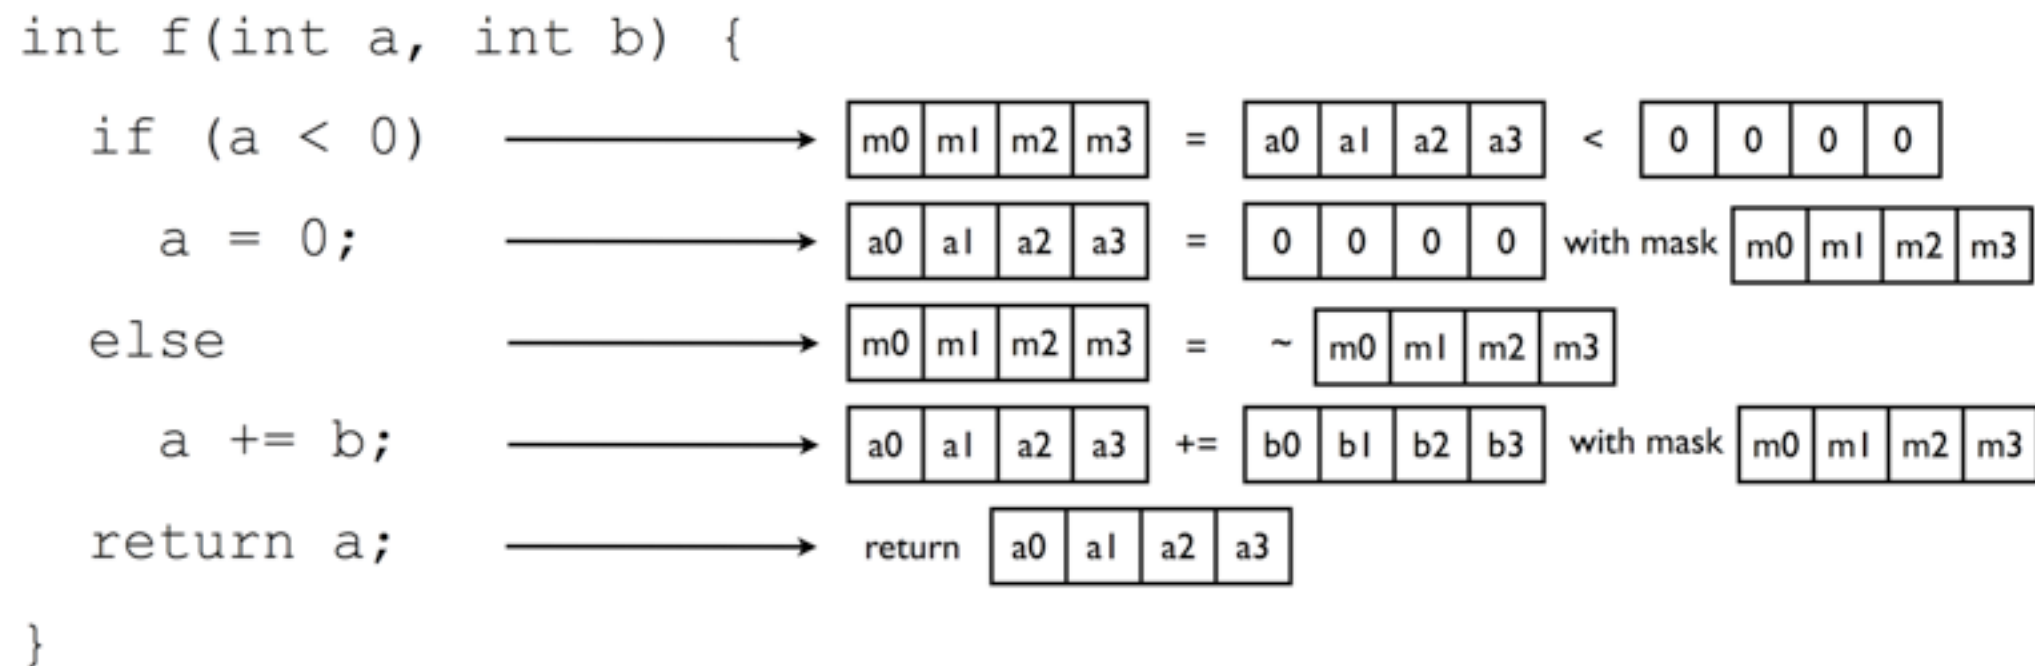 int f(int a, int b) {
if (a < 0) m0 m1 m2 m3 = a0 a1 a2 a3 < 0 0 0 0
a = 0; a0 a1 a2 a3 = 0 0 0 0 with mask m0 m1 m2 m3
else m0 m1 m2 m3 = ~ m0 m1 m2 m3
a += b; a0 a1 a2 a3 += b0 b1 b2 b3 with mask m0 m1 m2 m3
return a; return a0 a1 a2 a3
}